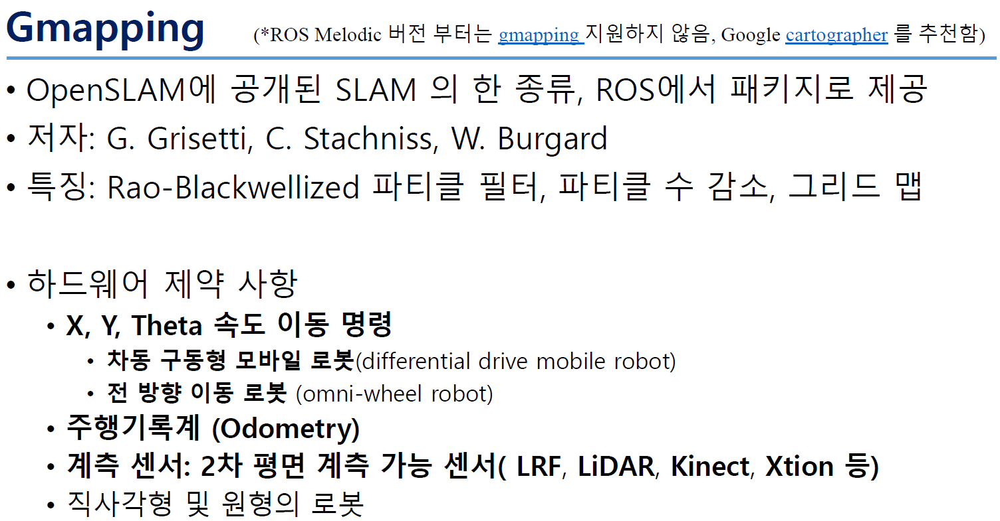 Gmapping (*ROS Melodic 버전 부터는 gmapping 지원하지 않음, Google cartographer 를 추천함)
• OpenSLAM에 공개된 SLAM 의 한 종류, ROS에서 패키지로 제공
• 저자: G. Grisetti, C. Stachniss, W. Burgard
• 특징: Rao-Blackwellized 파티클 필터, 파티클 수 감소, 그리드 맵
• 하드웨어 제약 사항
• X, Y, Theta 속도 이동 명령
• 차동 구동형 모바일 로봇(differential drive mobile robot)
• 전 방향 이동 로봇 (omni-wheel robot)
• 주행기록계 (Odometry)
• 계측 센서: 2차 평면 계측 가능 센서( LRF, LiDAR, Kinect, Xtion 등)
• 직사각형 및 원형의 로봇